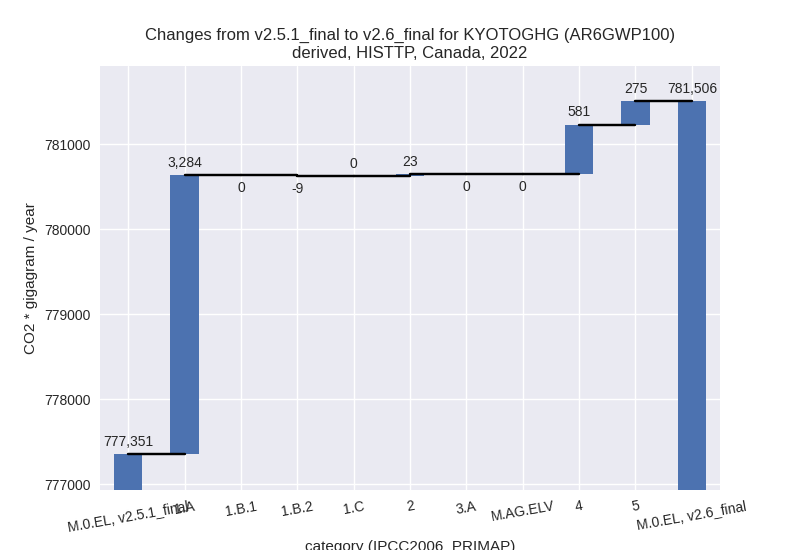 Changes from v2.5.1_final to v2.6_final for KYOTOGHG (AR6GWP100)
derived, HISTTP, Canada, 2022
CO2 * gigagram / year
781000
780000
779000
778000
777000
777,351
3,284
0
-9
0
23
0
0
581
275
781,506
M.0.EL, v2.5.1_final
1.A
1.B.1
1.B.2
1.C
2
3.A
M.AG.ELV
4
5
M.0.EL, v2.6_final
category (IPCC2006_PRIMAP)